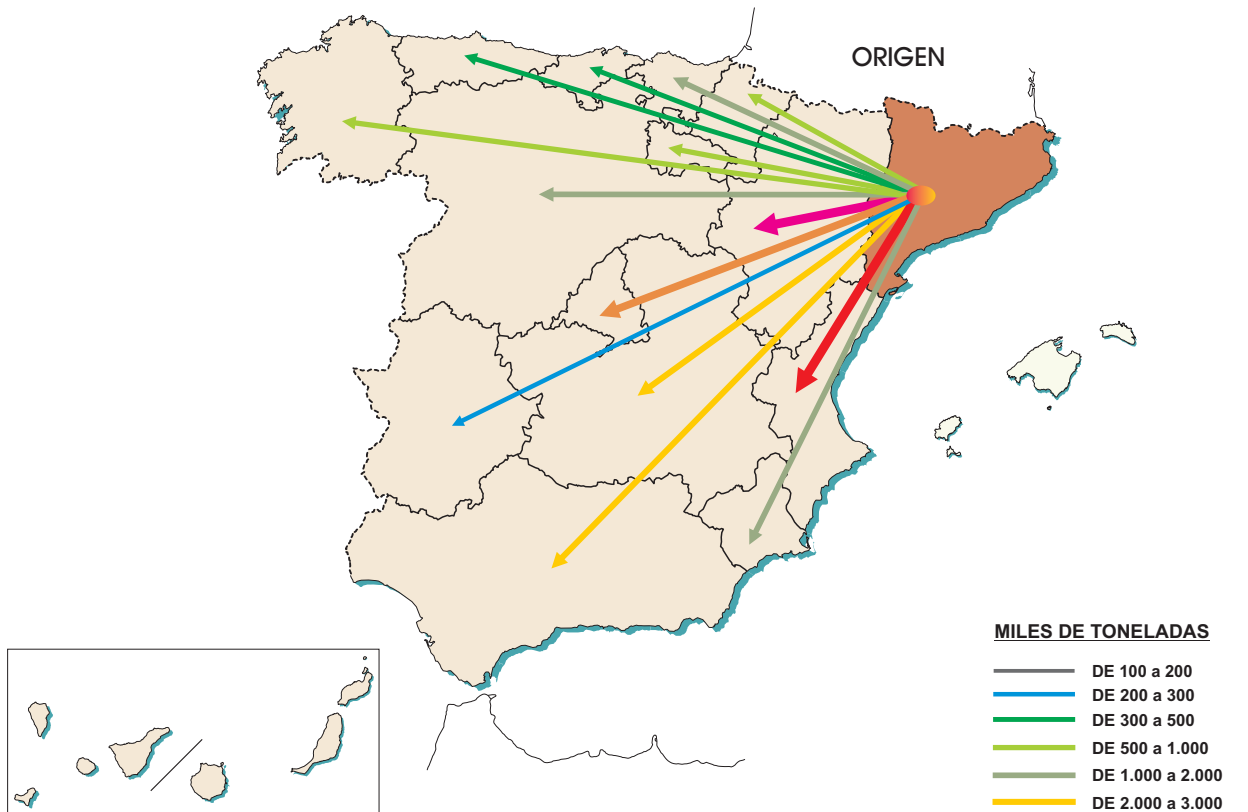 ORIGEN
MILES DE TONELADAS
DE 100 a 200
DE 200 a 300
DE 300 a 500
DE 500 a 1.000
DE 1.000 a 2.000
DE 2.000 a 3.000